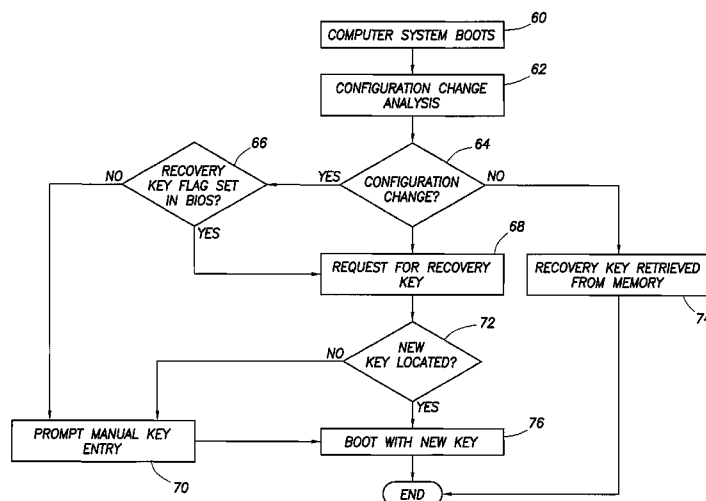 COMPUTER SYSTEM BOOTS
60
CONFIGURATION CHANGE
ANALYSIS
62
66
RECOVERY
KEY FLAG SET
IN BIOS?
NO
YES
64
CONFIGURATION
CHANGE?
YES
NO
68
REQUEST FOR RECOVERY
KEY
RECOVERY KEY RETRIEVED
FROM MEMORY
74
72
NEW
KEY LOCATED?
NO
YES
PROMPT MANUAL KEY
ENTRY
70
76
BOOT WITH NEW KEY
END